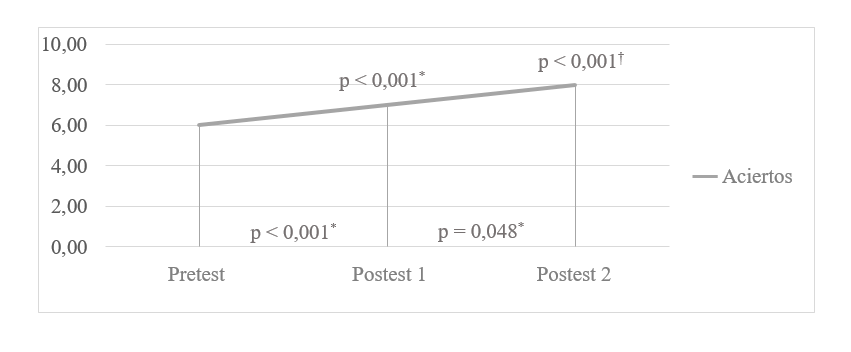 10,00
8,00
6,00
4,00
2,00
0,00
p < 0,001*
p < 0,001†
p < 0,001*
p = 0,048*
Pretest
Postest 1
Postest 2
Aciertos